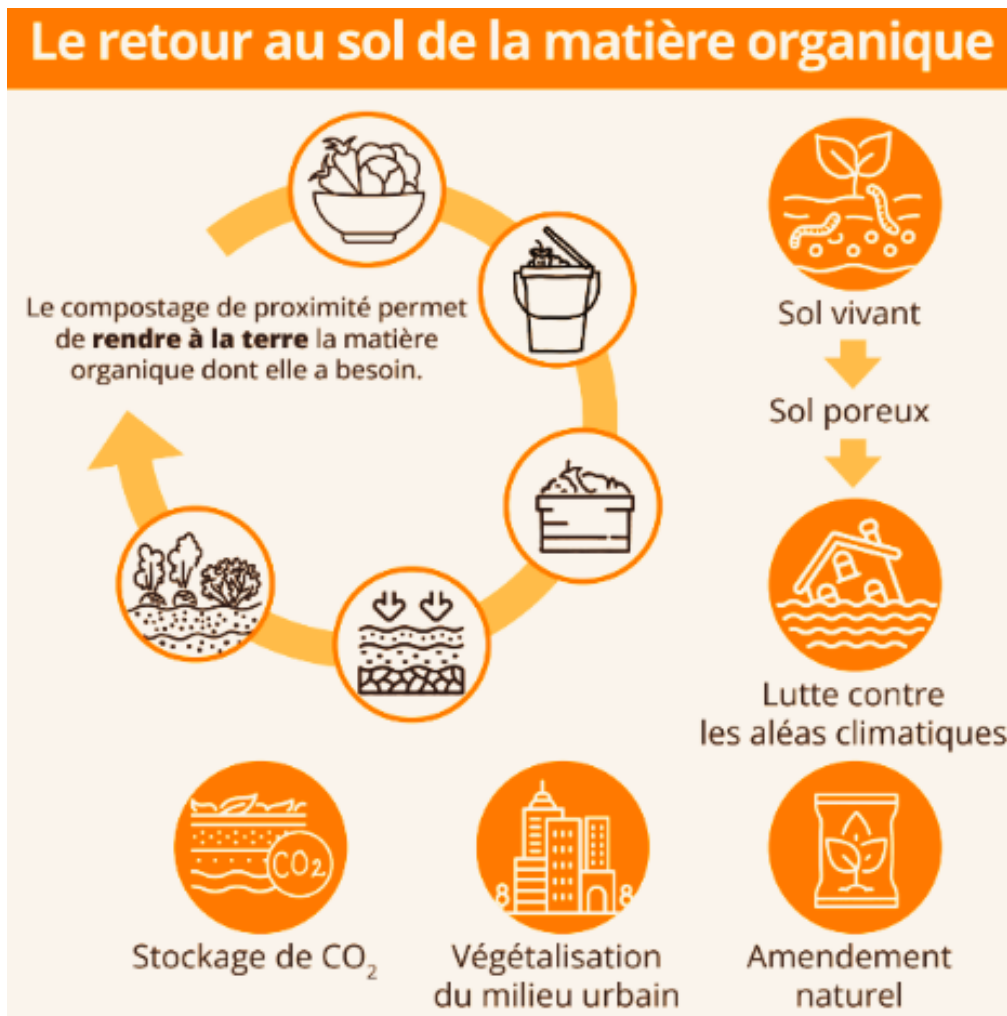 Le retour au sol de la matière organique
Le compostage de proximité permet
de rendre à la terre la matière
organique dont elle a besoin.
Sol vivant
Sol poreux
Lutte contre
les aléas climatiques
CO2
Stockage de CO₂
Végétalisation
du milieu urbain
Amendement
naturel